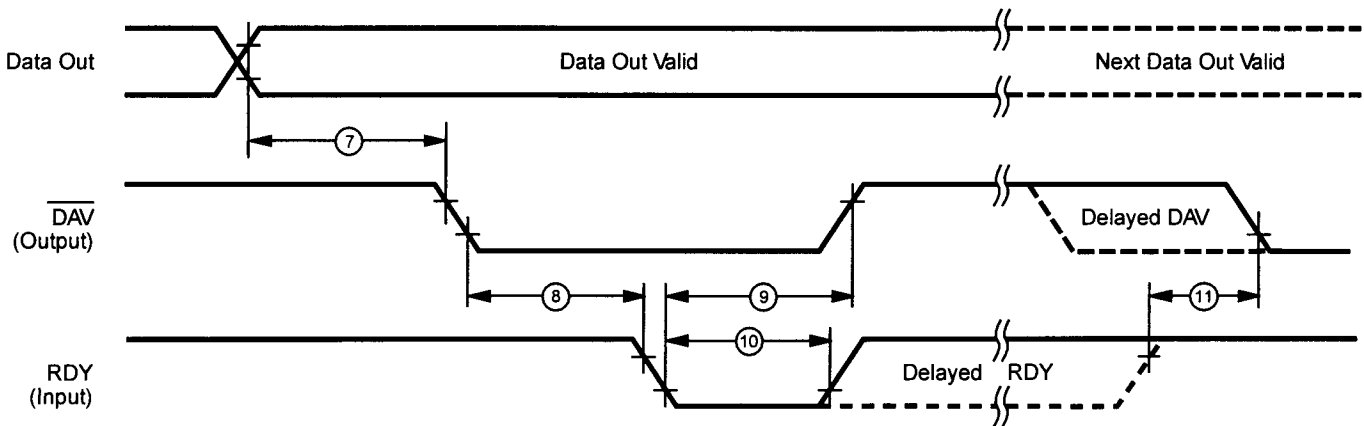 Data Out
Data Out Valid
Next Data Out Valid
7
DAV
(Output)
Delayed DAV
8
9
11
10
RDY
(Input)
Delayed RDY